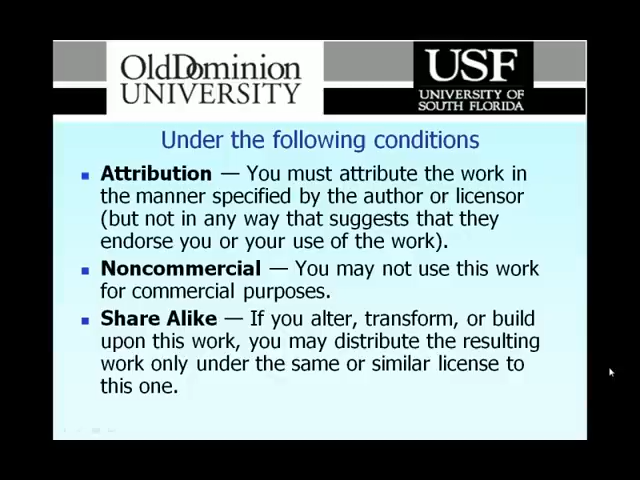 Old Dominion
UNIVERSITY
USF
UNIVERSITY OF
SOUTH FLORIDA
Under the following conditions
Attribution — You must attribute the work in
the manner specified by the author or licensor
(but not in any way that suggests that they
endorse you or your use of the work).
Noncommercial — You may not use this work
for commercial purposes.
Share Alike — If you alter, transform, or build
upon this work, you may distribute the resulting
work only under the same or similar license to
this one.